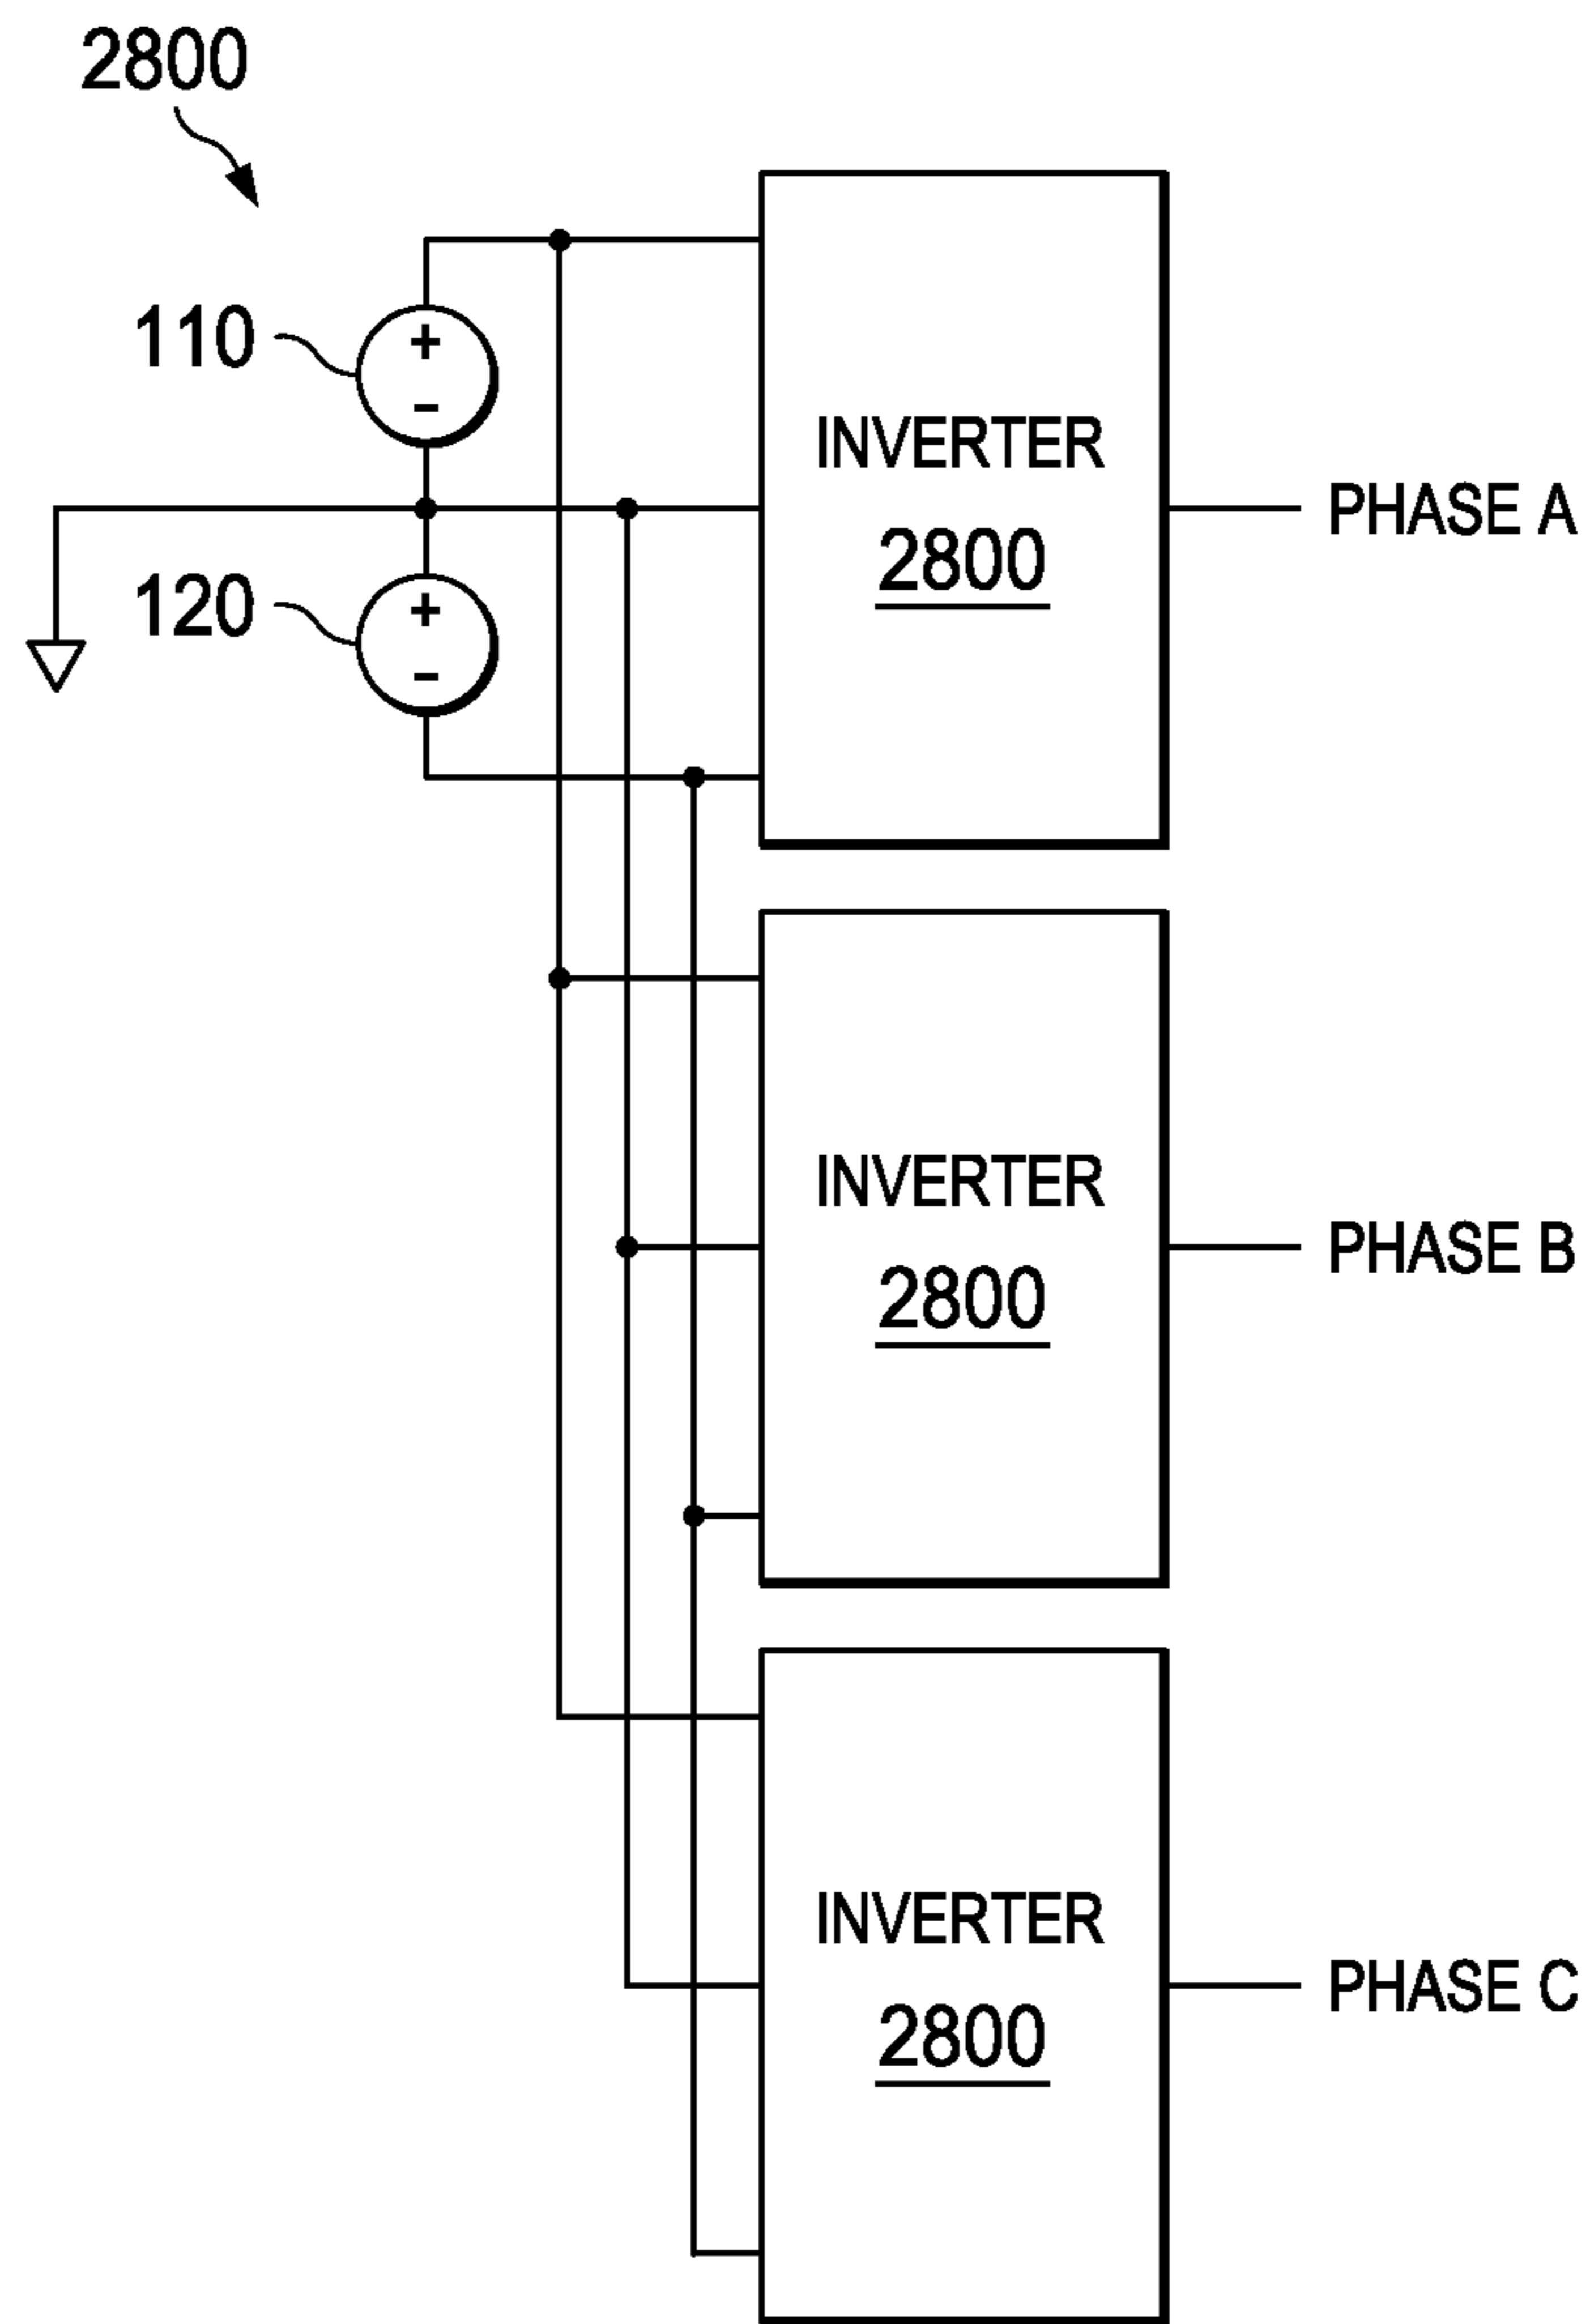 2800
110
+
-
INVERTER
2800
PHASE A
120
+
-
INVERTER
2800
PHASE B
INVERTER
2800
PHASE C